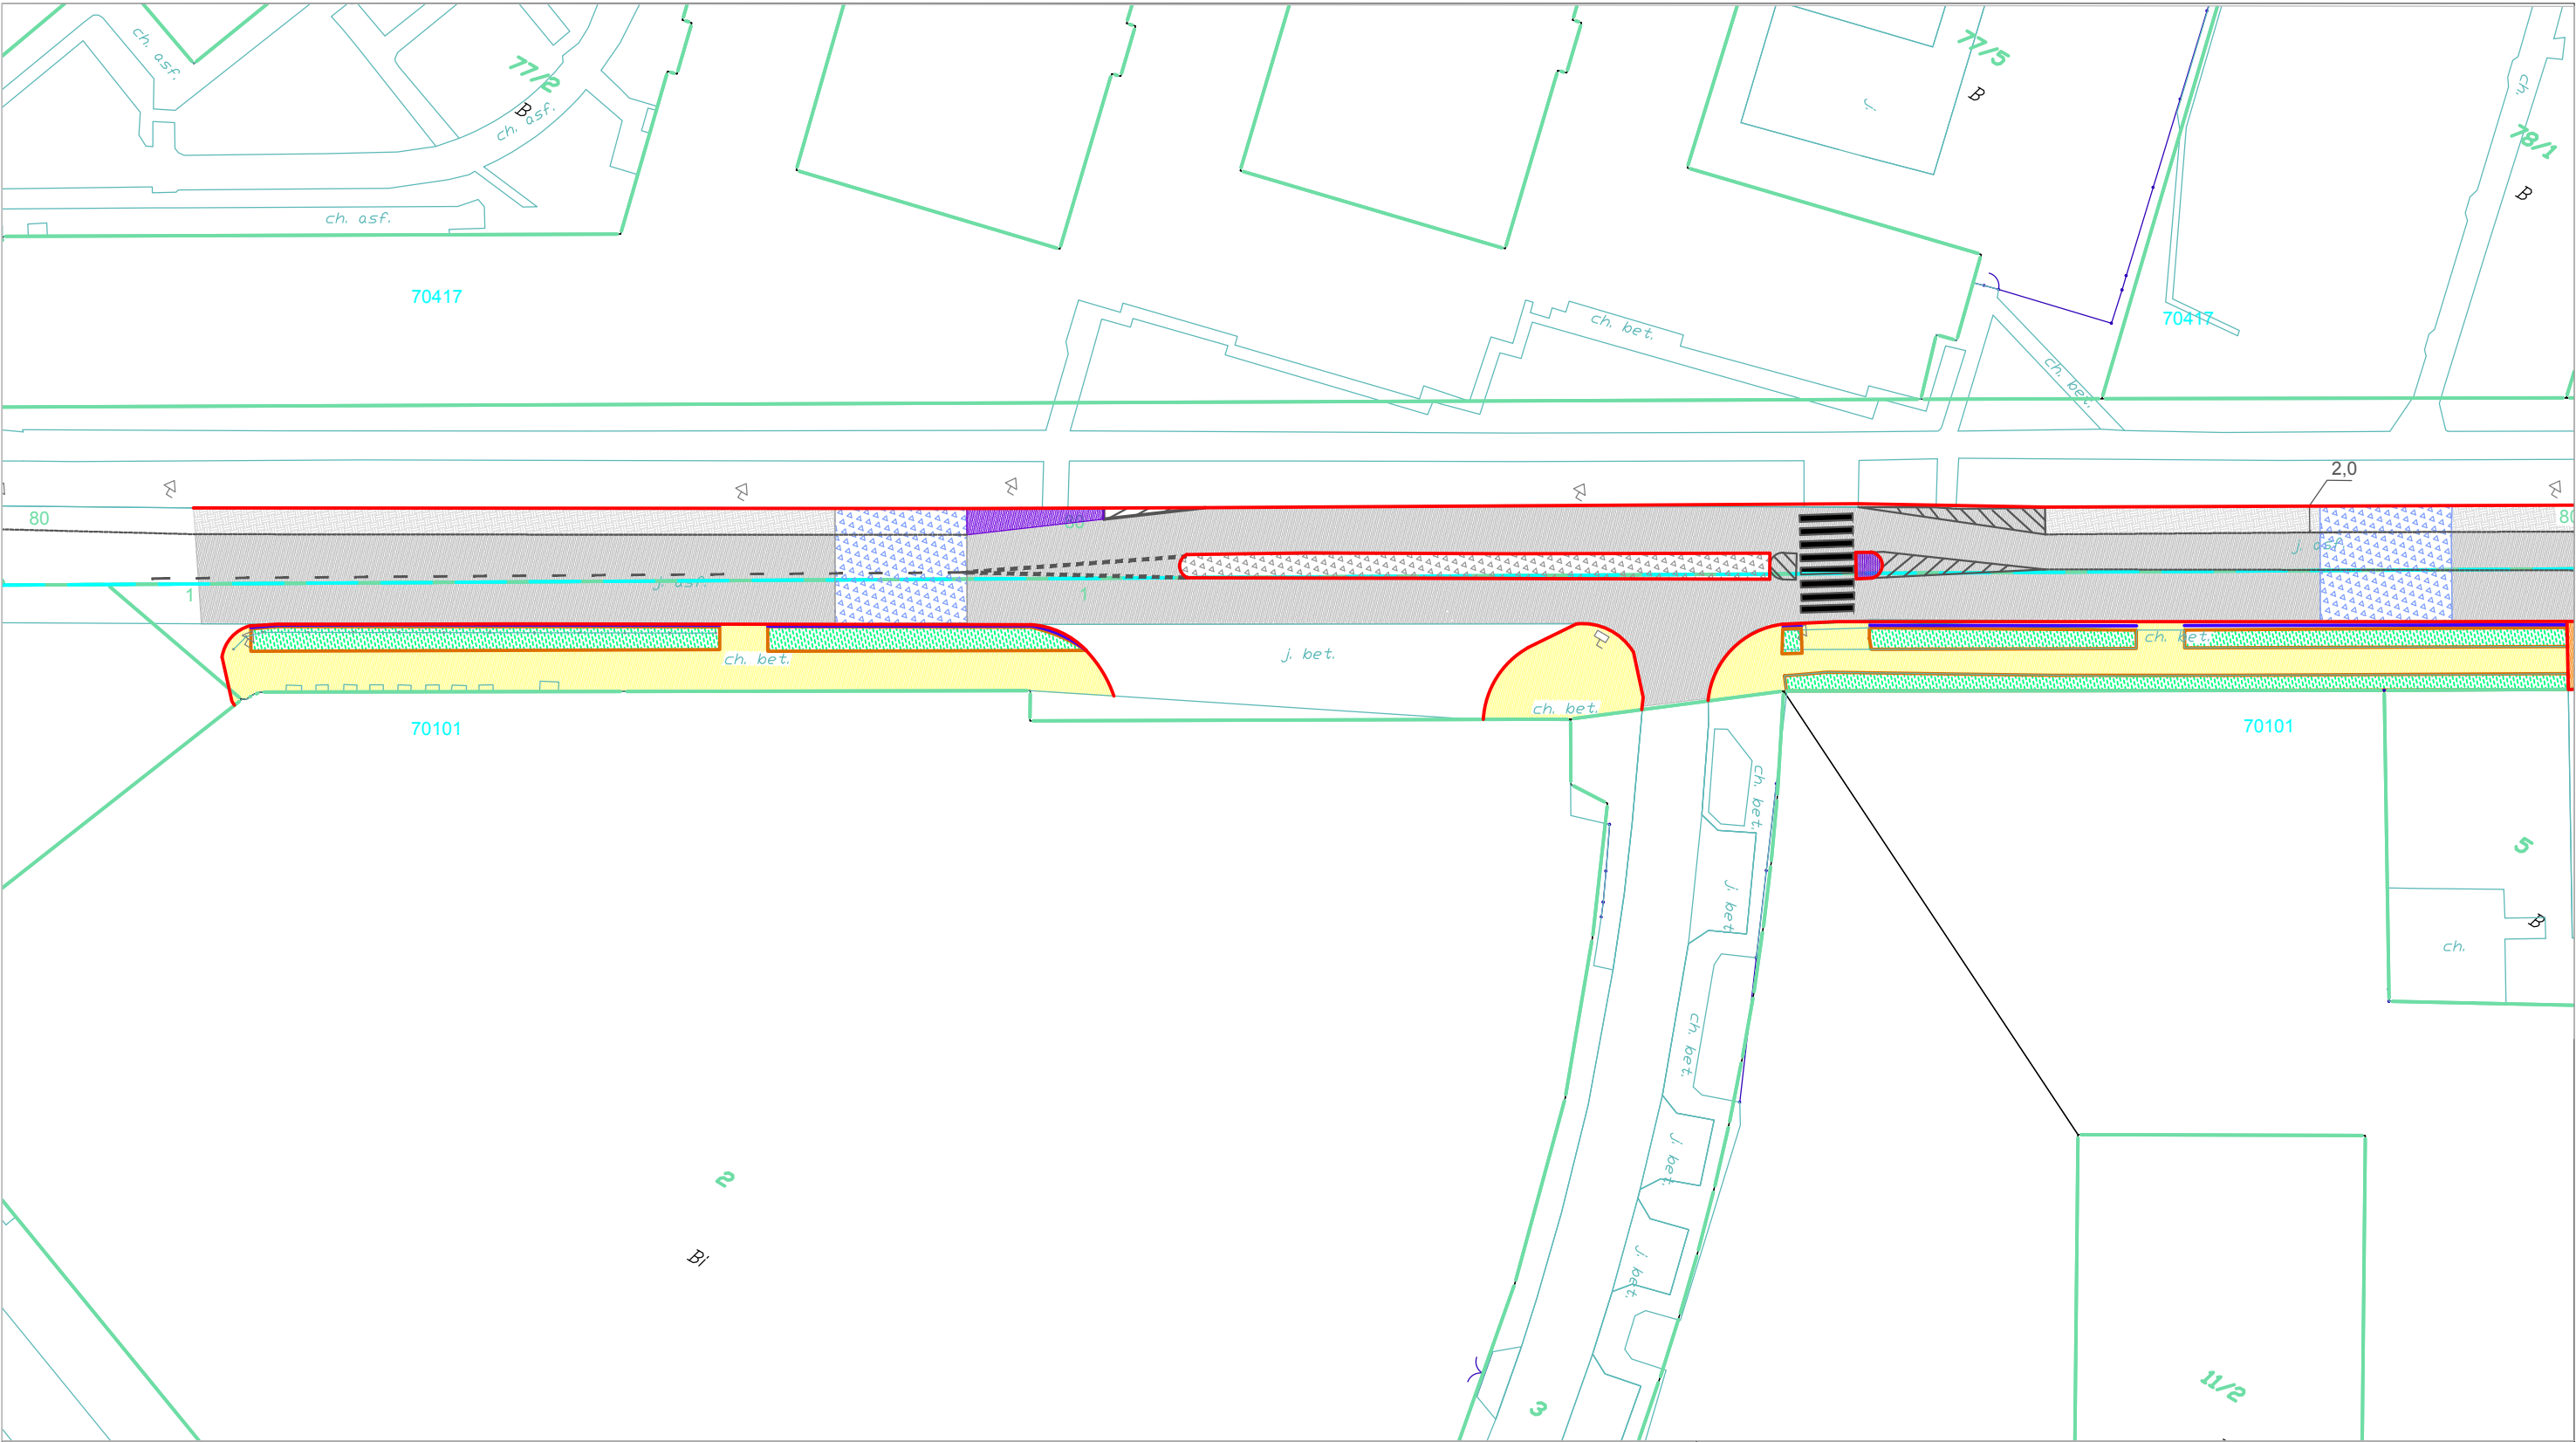 ch. asf.
77/2
B
ch. asf.
ch. asf.
77/5
B
j.
ch.
78/1
B
70417
70417
ch. bet.
ch. bet.
2,0
80
80
80
j. asf.
j. asf.
1
1
ch. bet.
j. bet.
ch. bet.
ch. bet.
70101
70101
ch. bet.
5
j. bet.
B
ch.
ch. bet.
j. bet.
2
Bi
j. bet.
11/2
3